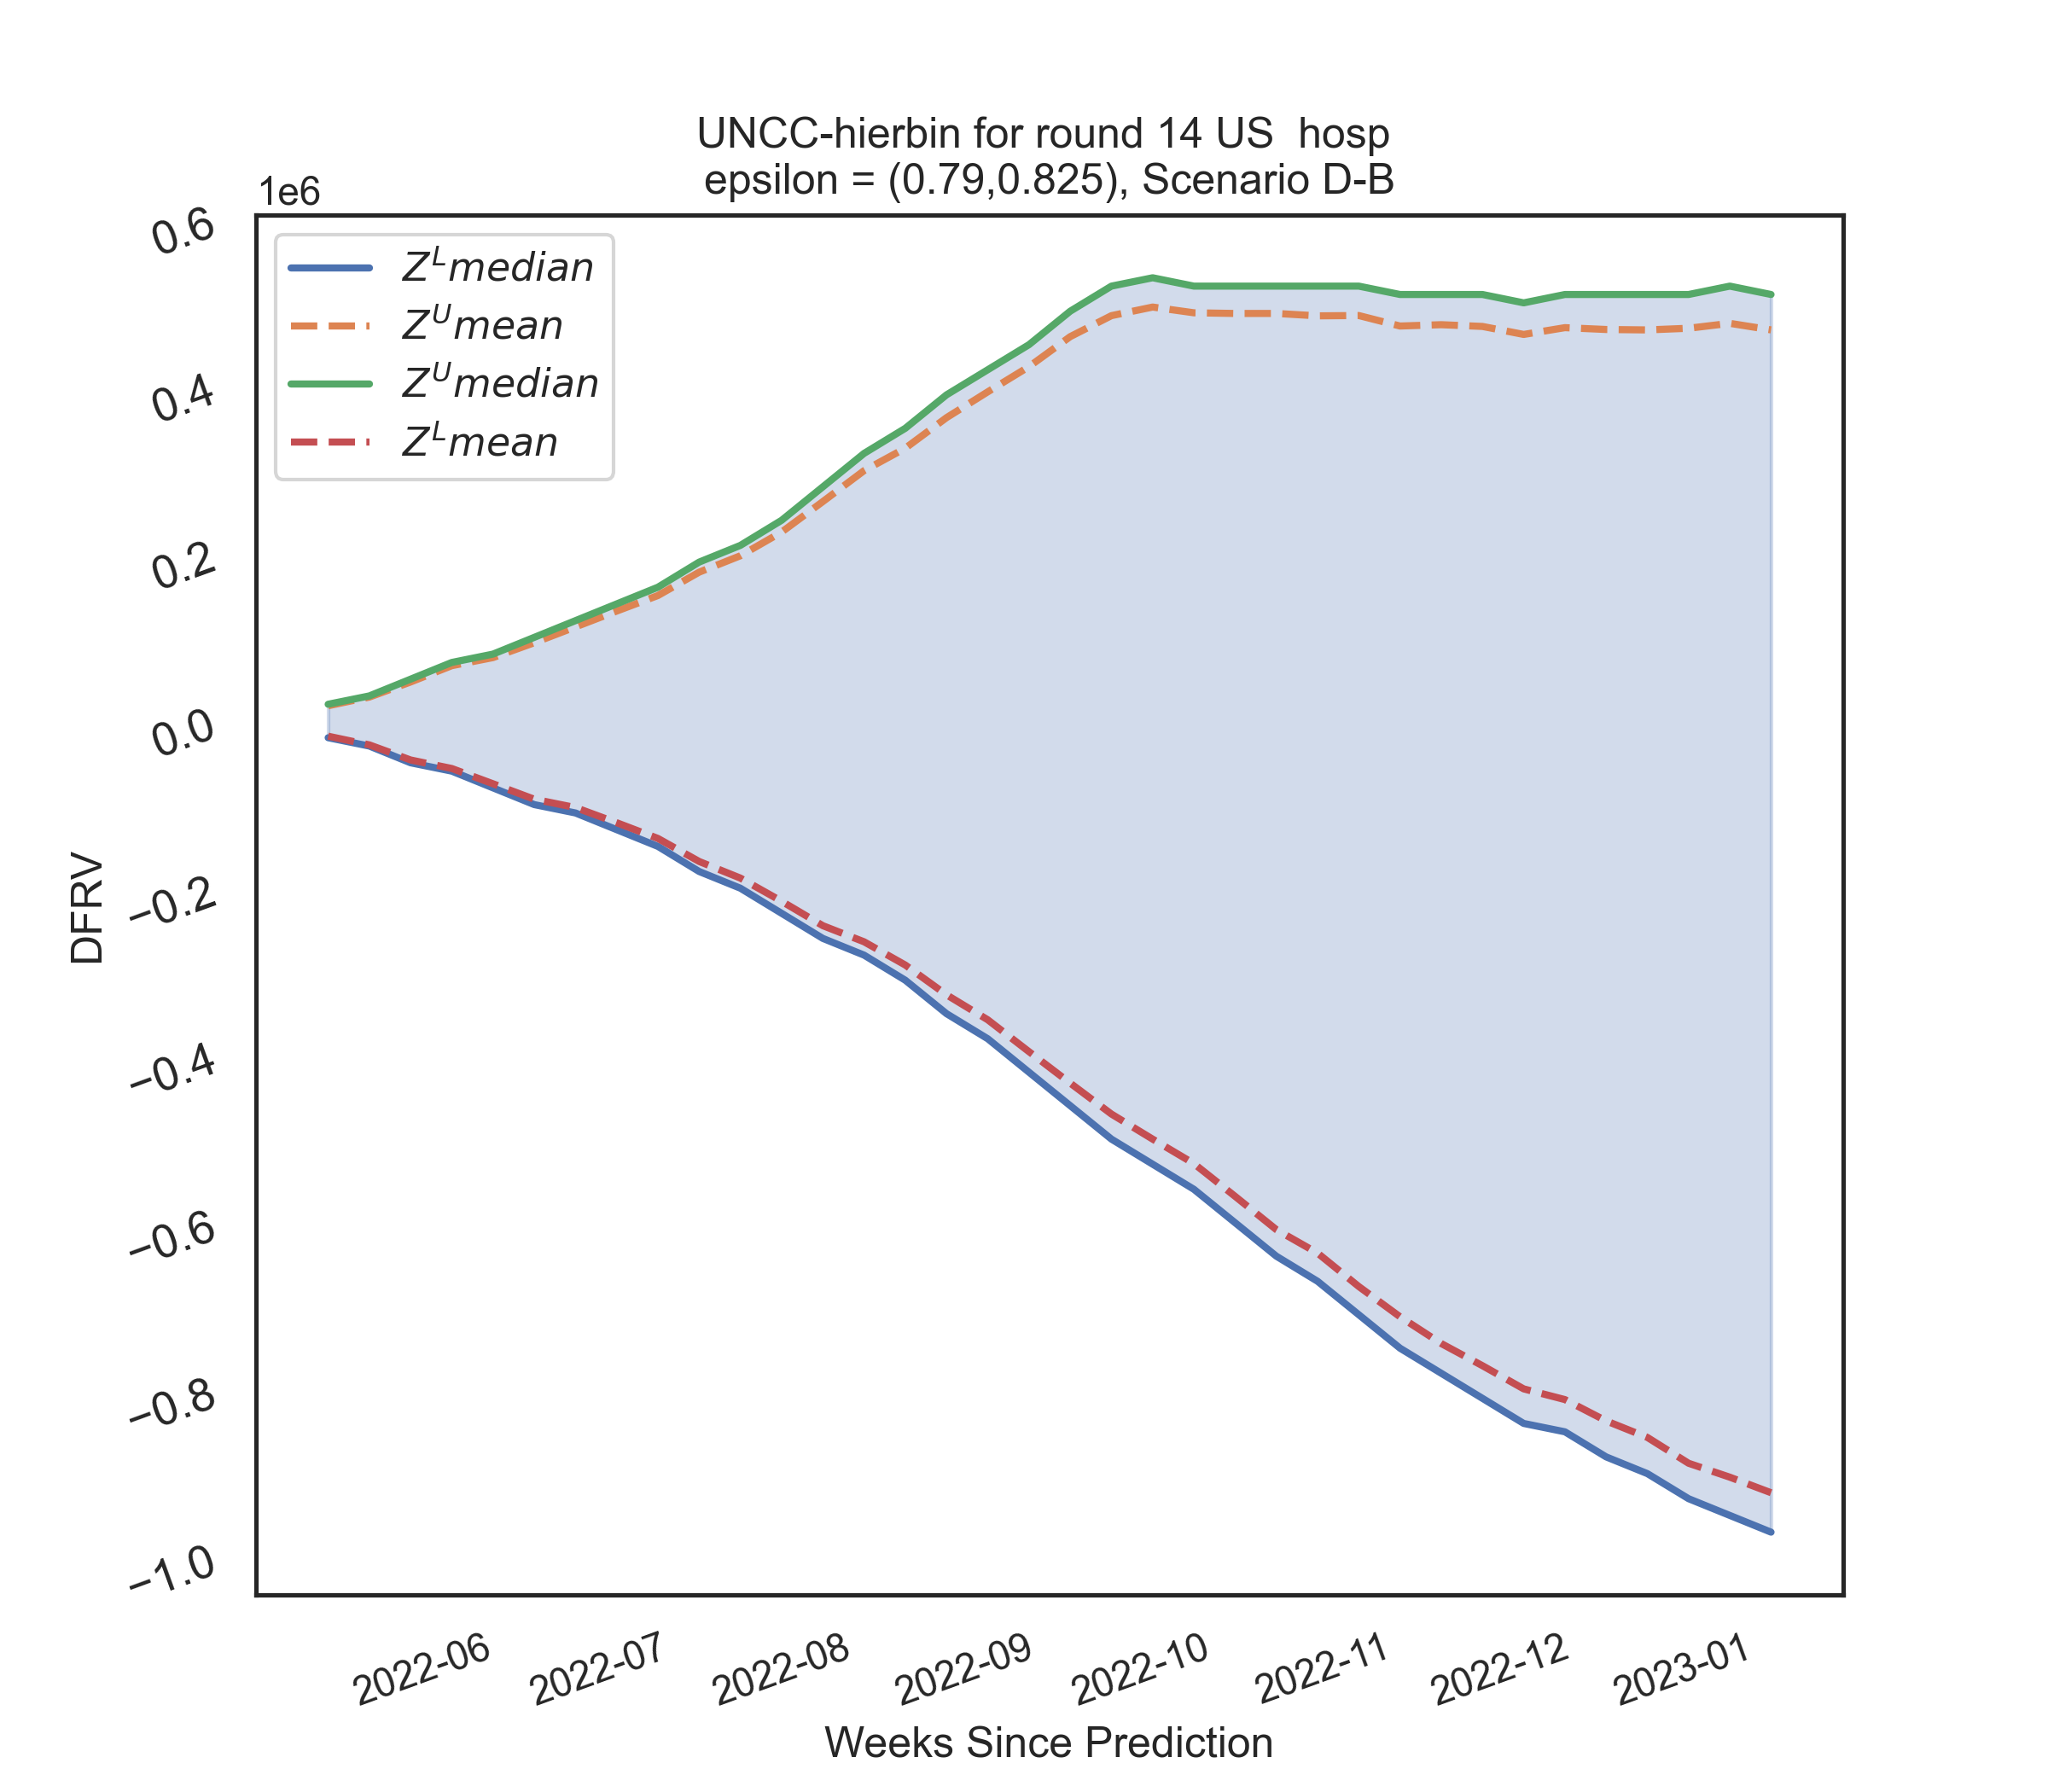 UNCC-hierbin for round 14 US  hosp
epsilon = (0.79,0.825), Scenario D-B
1e6
Z^L median
Z^U mean
Z^U median
Z^L mean
0.6
0.4
0.2
0.0
−0.2
−0.4
−0.6
−0.8
−1.0
DFRV
2022-06
2022-07
2022-08
2022-09
2022-10
2022-11
2022-12
2023-01
Weeks Since Prediction